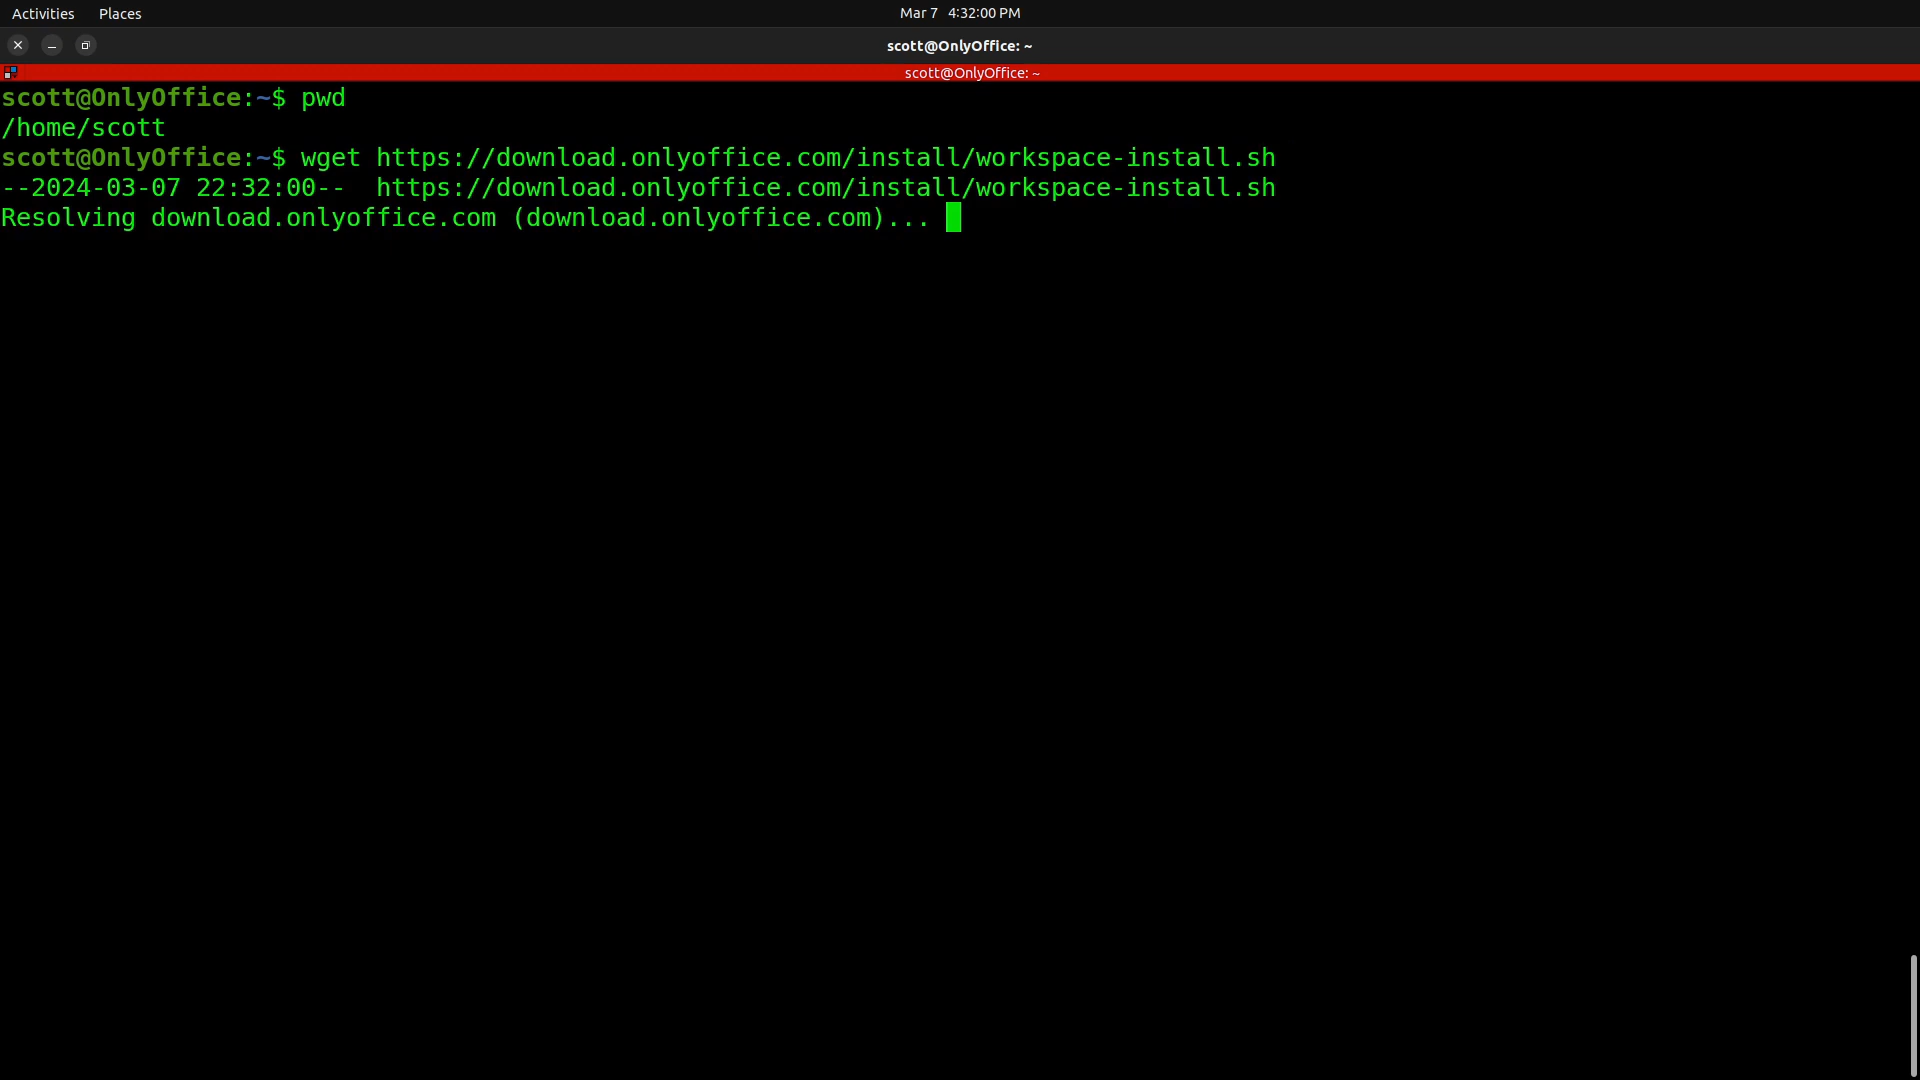 Activities Places Mar 7 4:32:00 PM
scott@OnlyOffice: ~
scott@OnlyOffice: ~
scott@OnlyOffice:~$ pwd
/home/scott
scott@OnlyOffice:~$ wget https://download.onlyoffice.com/install/workspace-install.sh
--2024-03-07 22:32:00--  https://download.onlyoffice.com/install/workspace-install.sh
Resolving download.onlyoffice.com (download.onlyoffice.com)...